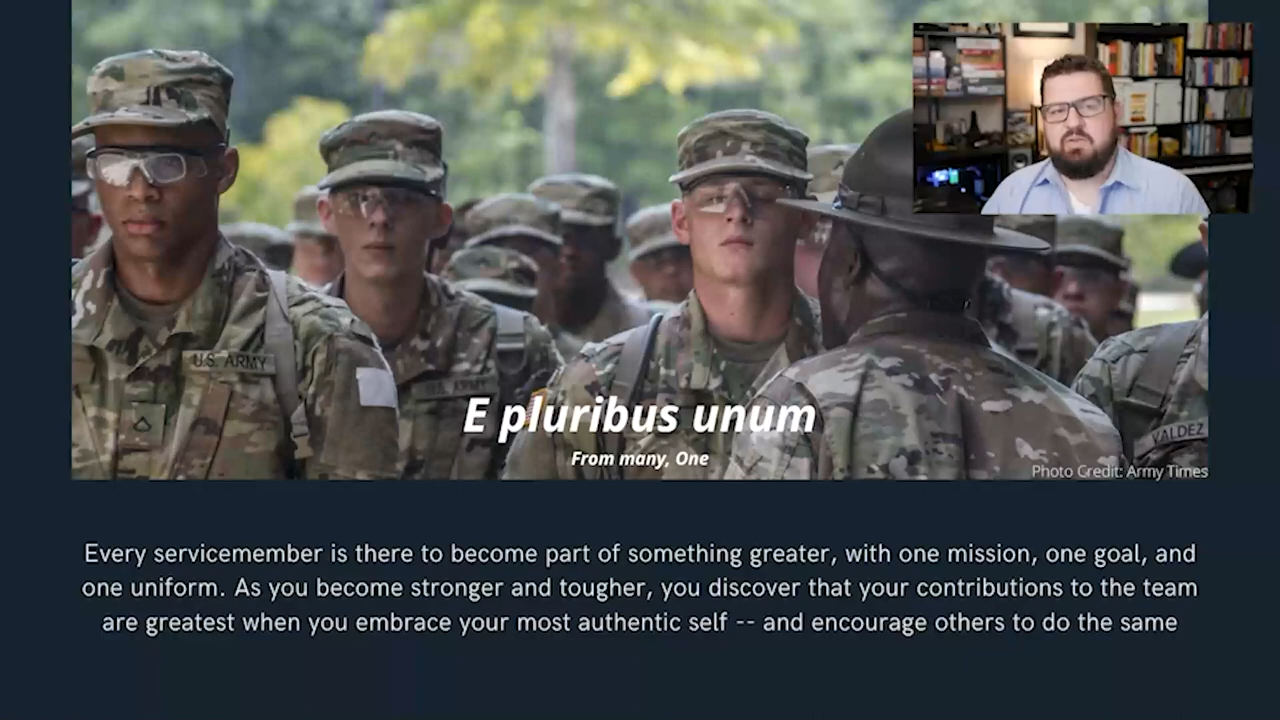 U.S. ARMY
E pluribus unum
From many, One
VALDEZ
Photo Credit: Army Times
Every servicemember is there to become part of something greater, with one mission, one goal, and
one uniform. As you become stronger and tougher, you discover that your contributions to the team
are greatest when you embrace your most authentic self -- and encourage others to do the same